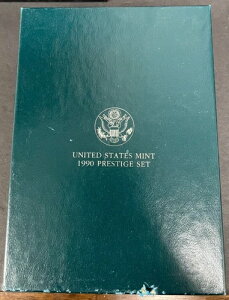 UNITED STATES MINT
1990 PRESTIGE SET